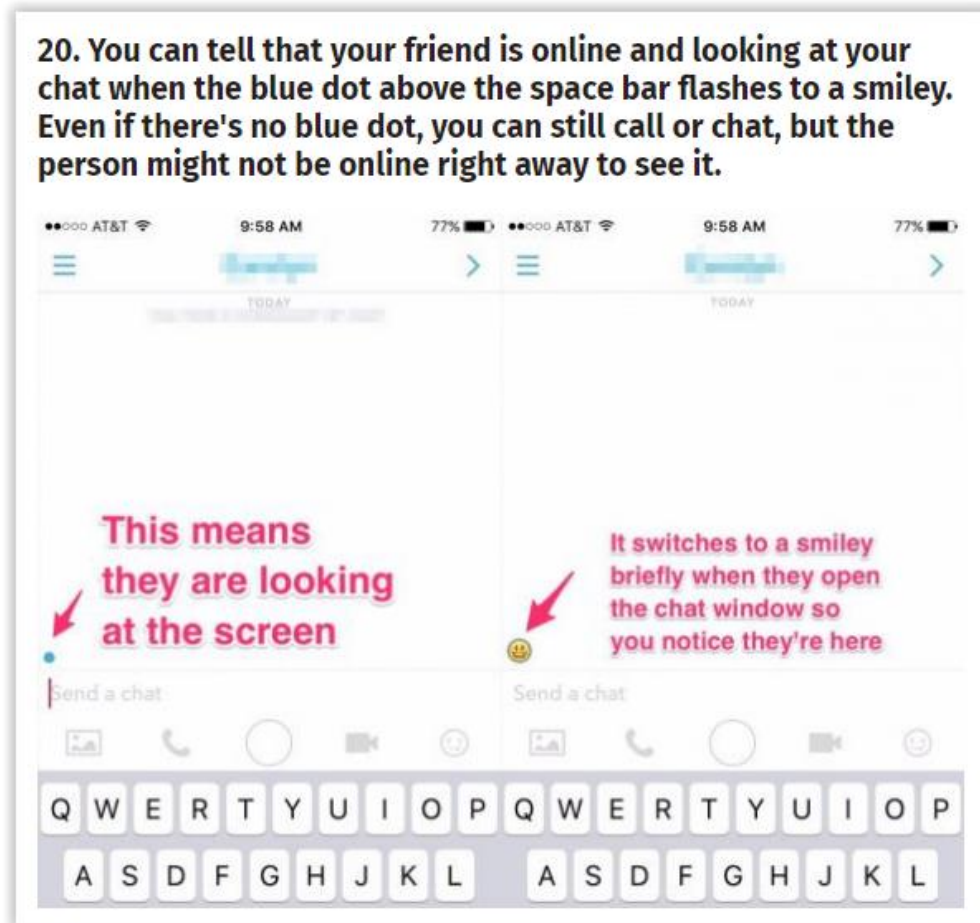 20. You can tell that your friend is online and looking at your
chat when the blue dot above the space bar flashes to a smiley.
Even if there's no blue dot, you can still call or chat, but the
person might not be online right away to see it.
AT&T 9:58 AM 77%
TODAY
This means
they are looking
at the screen
Send a chat
Q W E R T Y U I O P
A S D F G H J K L
AT&T 9:58 AM 77%
TODAY
It switches to a smiley
briefly when they open
the chat window so
you notice they're here
Send a chat
Q W E R T Y U I O P
A S D F G H J K L